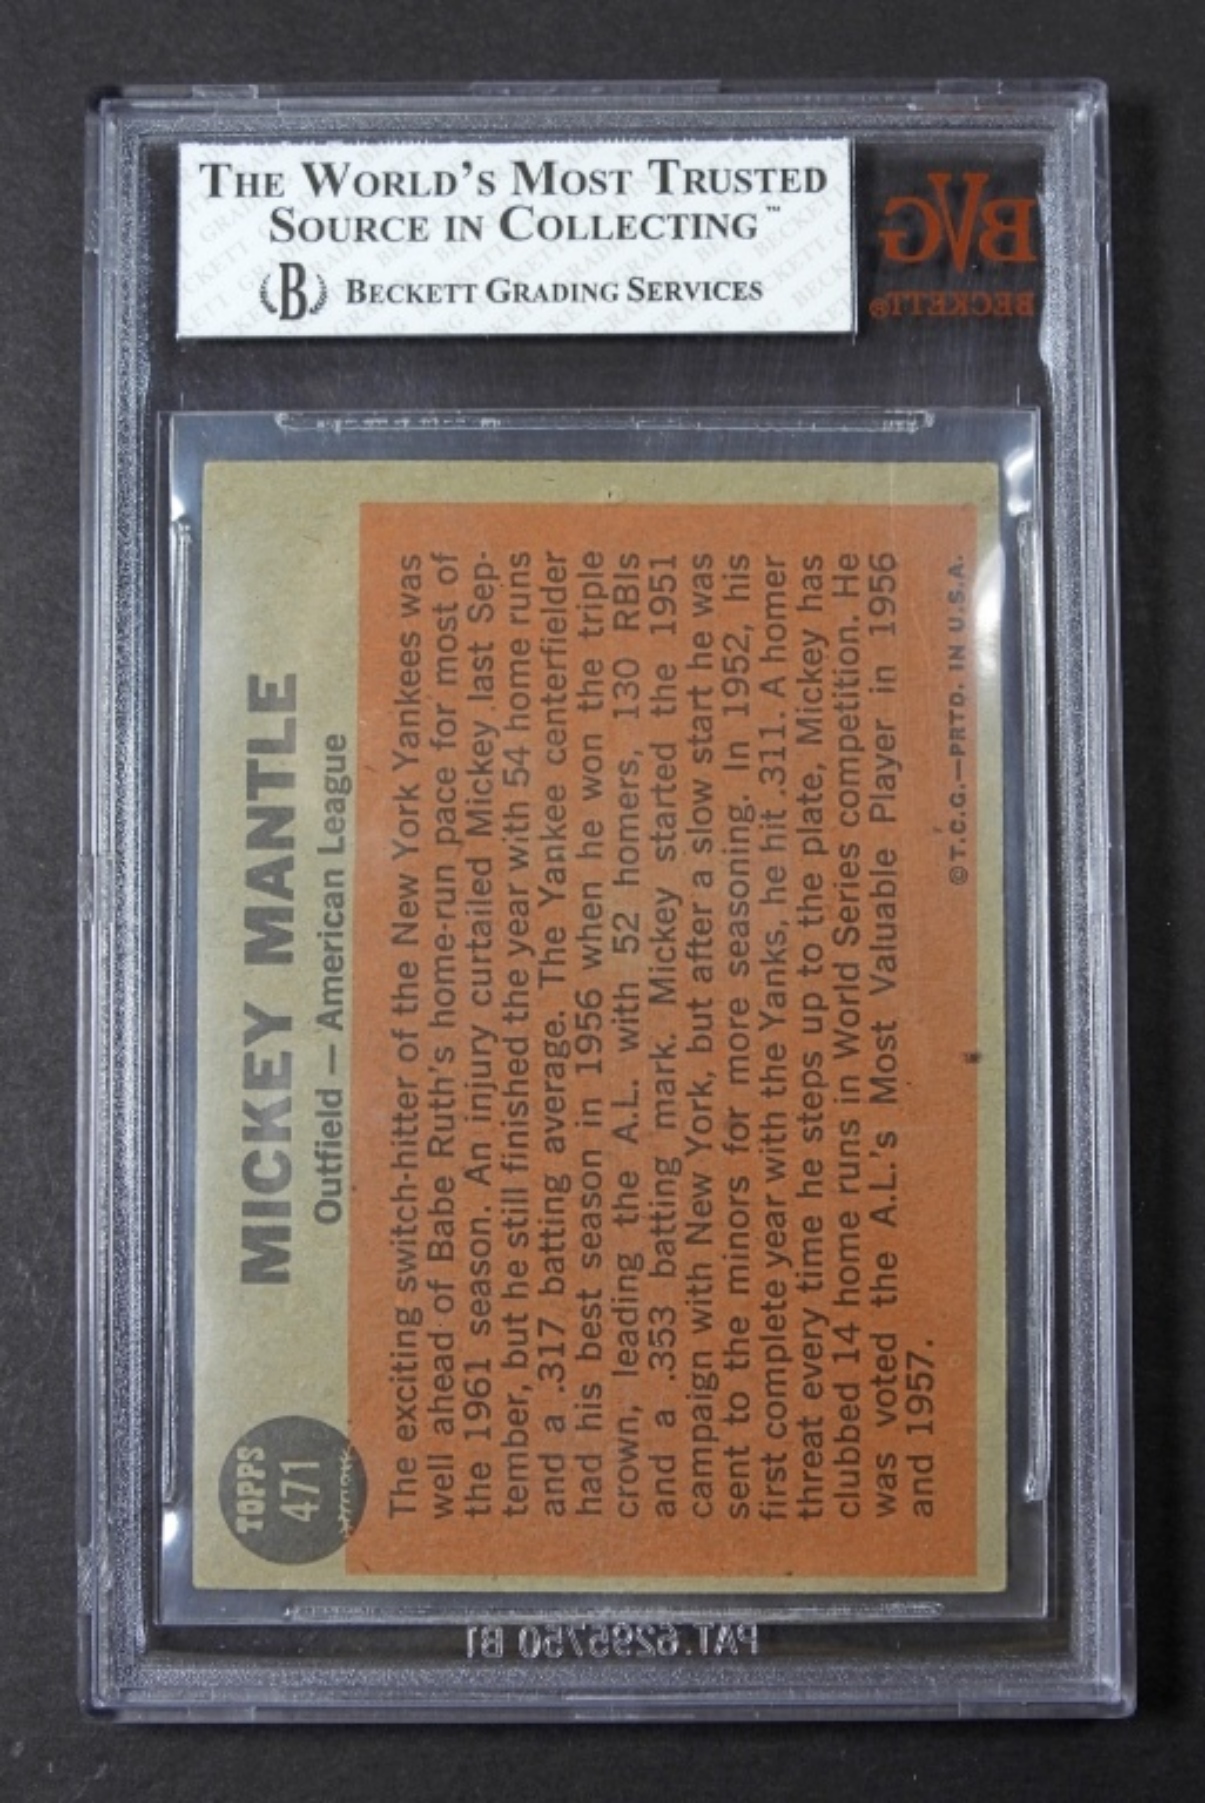 THE WORLD'S MOST TRUSTED
SOURCE IN COLLECTING™
B BECKETT GRADING SERVICES
BVG
BECKETT®
TOPPS
471
MICKEY MANTLE
Outfield — American League
The exciting switch-hitter of the New York Yankees was
well ahead of Babe Ruth's home-run pace for most of
the 1961 season. An injury curtailed Mickey last Sep-
tember, but he still finished the year with 54 home runs
and a .317 batting average. The Yankee centerfielder
had his best season in 1956 when he won the triple
crown, leading the A.L. with 52 homers, 130 RBIs
and a .353 batting mark. Mickey started the 1951
campaign with New York, but after a slow start he was
sent to the minors for more seasoning. In 1952, his
first complete year with the Yanks, he hit .311. A homer
threat every time he steps up to the plate, Mickey has
clubbed 14 home runs in World Series competition. He
was voted the A.L.'s Most Valuable Player in 1956
and 1957.
© T.C.G.—PRTD. IN U.S.A.
PAT. 6295750 B1